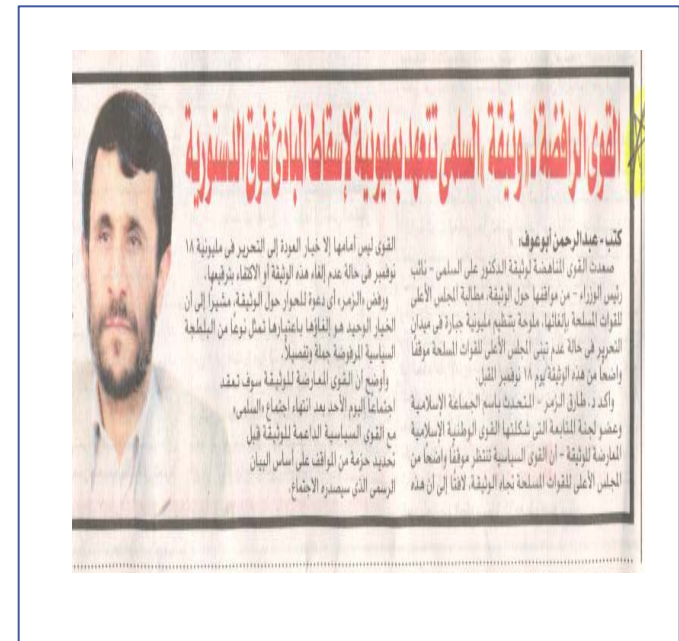 القوى الرافضة لـ« وثيقة » السلمى تتعهد بمليونية لإسقاط المبادئ فوق الدستورية
كتب - عبدالرحمن أبوعوف:
صعدت القوى المناهضة لوثيقة الدكتور على السلمى - نائب
رئيس الوزراء - من مواقفها حول الوثيقة، مطالبة المجلس الأعلى
للقوات المسلحة بإلغائها، ملوحة بتنظيم مليونية جبارة فى ميدان
التحرير فى حالة عدم تبنى المجلس الأعلى للقوات المسلحة موقفا
واضحا من هذه الوثيقة يوم ١٨ نوفمبر المقبل.
وأكد د. طارق الزمر - المتحدث باسم الجماعة الإسلامية
وعضو لجنة المتابعة التى شكلتها القوى الوطنية الإسلامية
المعارضة للوثيقة - أن القوى السياسية تنتظر موقفا واضحا من
المجلس الأعلى للقوات المسلحة تجاه الوثيقة، لافتا إلى أن هذه
القوى ليس أمامها إلا خيار العودة إلى التحرير فى مليونية ١٨
نوفمبر فى حالة عدم إلغاء هذه الوثيقة أو الاكتفاء بترقيعها.
ورفض «الزمر» أى دعوة للحوار حول الوثيقة، مشيرا إلى أن
الخيار الوحيد هو إلغاؤها باعتبارها تمثل نوعا من البلطجة
السياسية المرفوضة جملة وتفصيلا.
وأوضح أن القوى المعارضة للوثيقة سوف تعقد
اجتماعا اليوم الأحد بعد انتهاء اجتماع «السلمى»
مع القوى السياسية الداعمة للوثيقة قبل
تحديد حزمة من المواقف على أساس البيان
الرسمى الذى سيصدره الاجتماع.